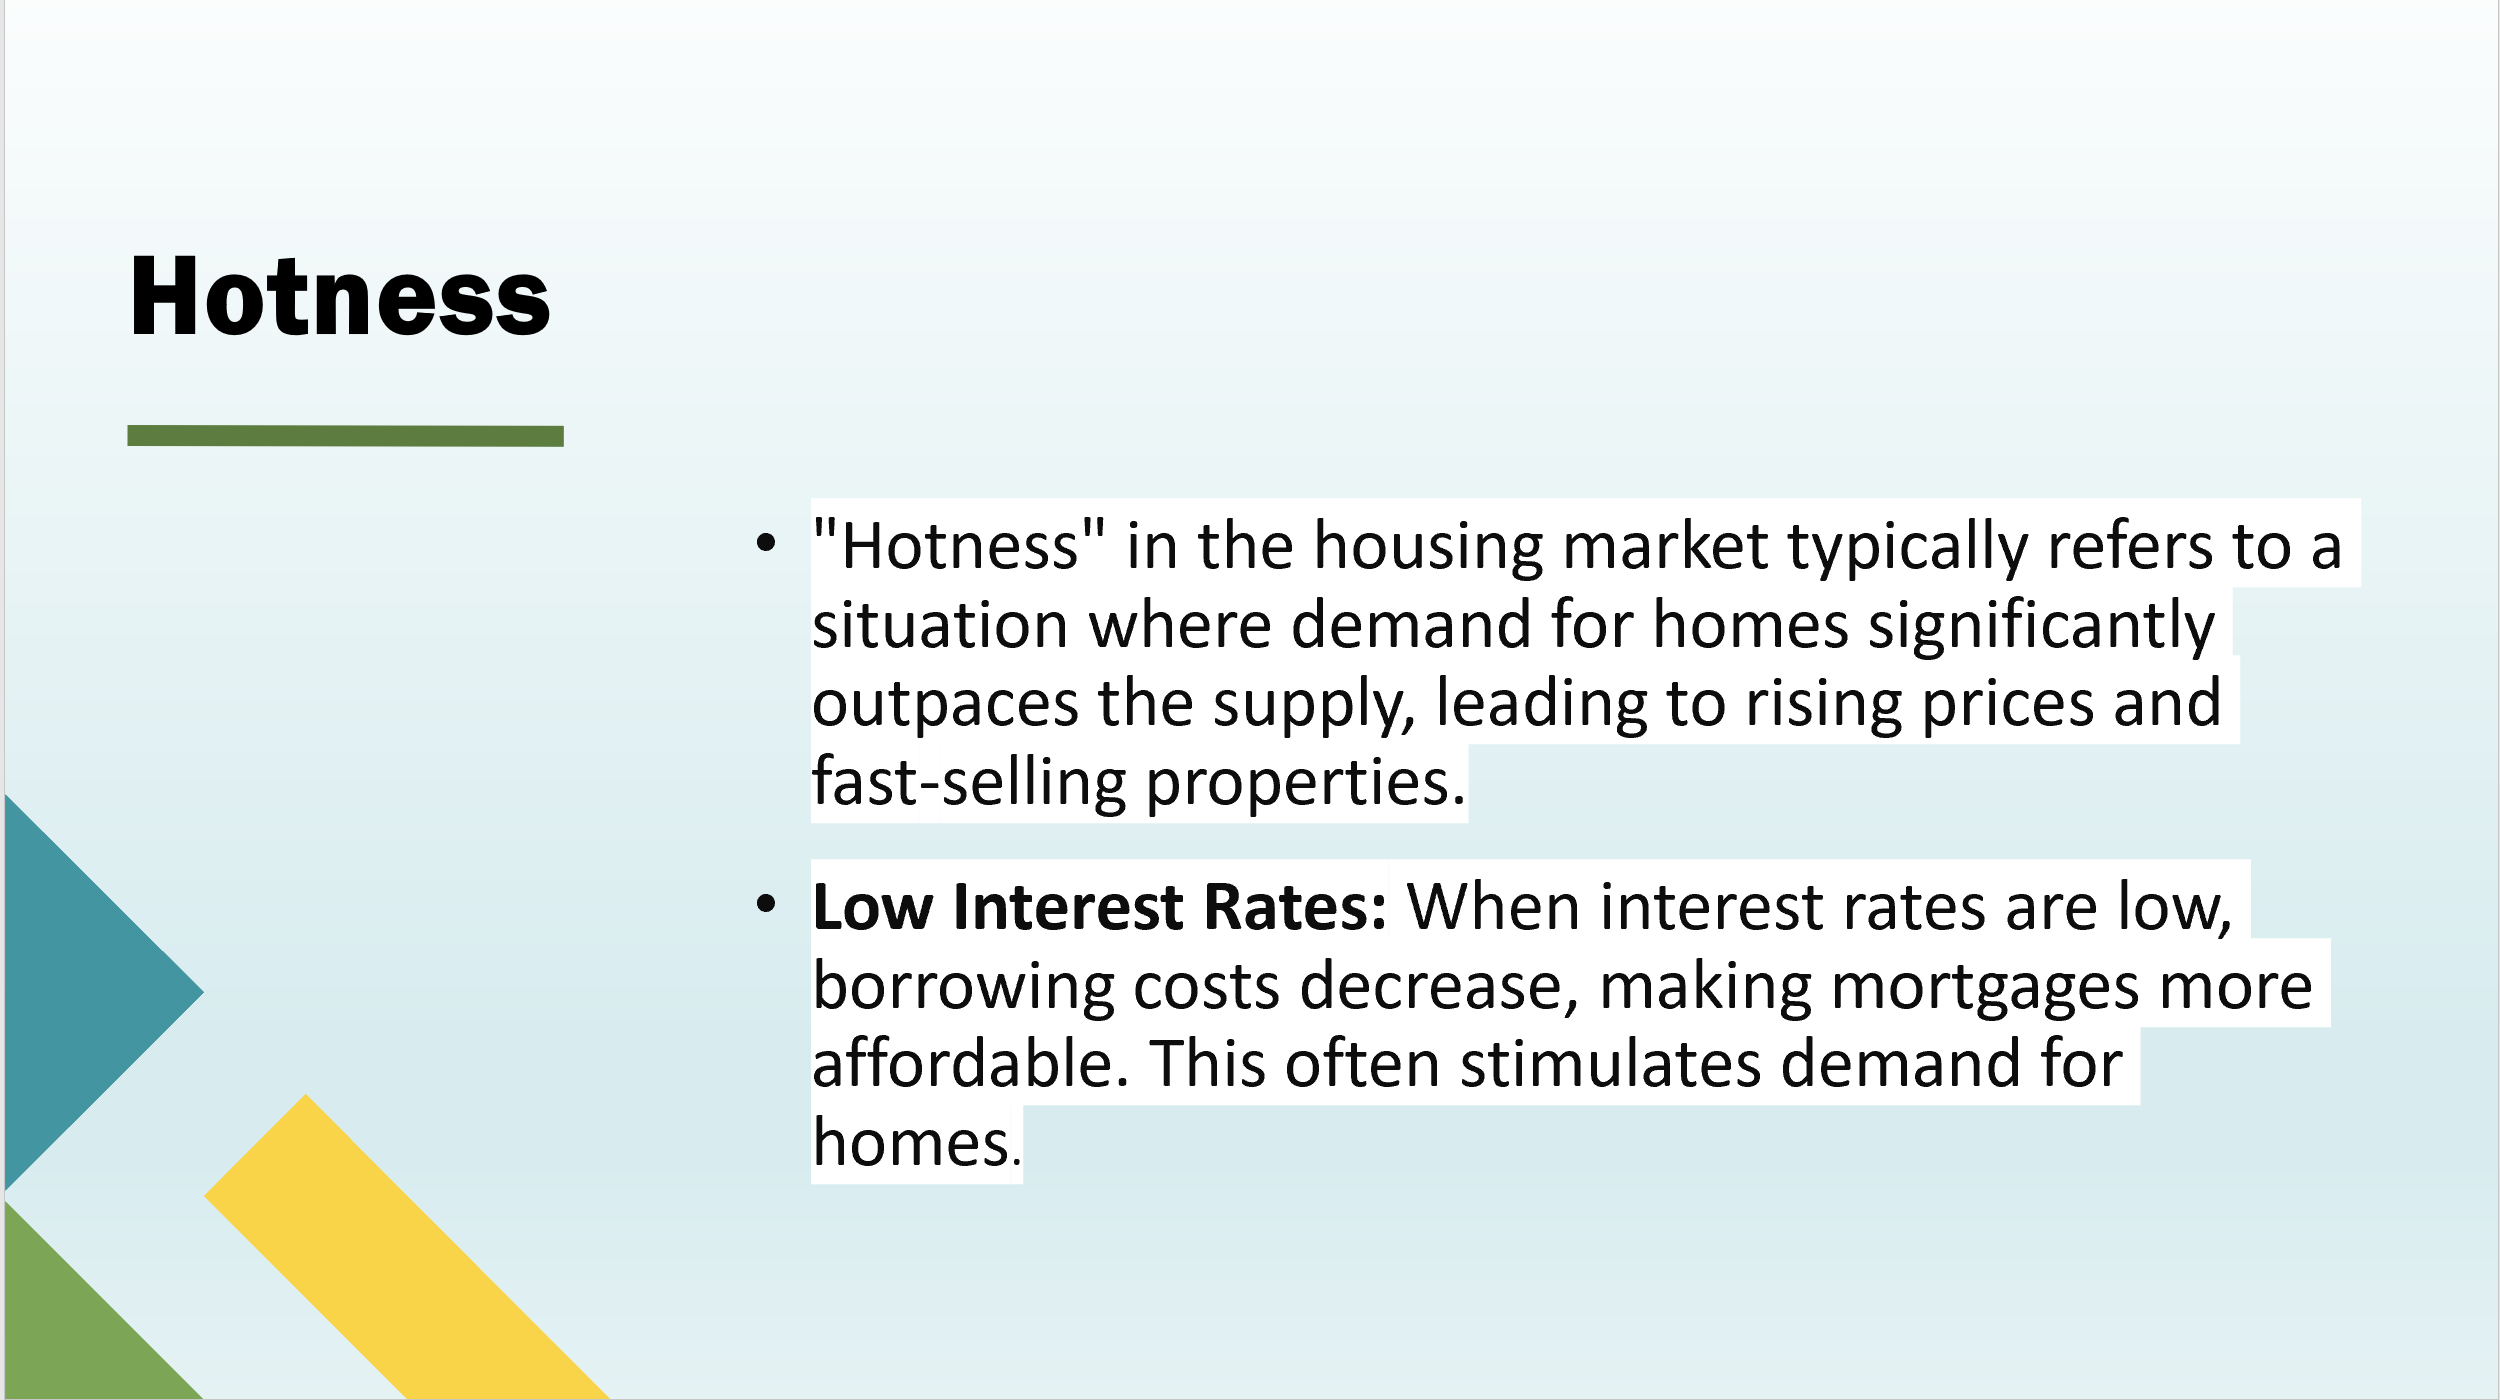 Hotness
• "Hotness" in the housing market typically refers to a
situation where demand for homes significantly
outpaces the supply, leading to rising prices and
fast-selling properties.
• Low Interest Rates: When interest rates are low,
borrowing costs decrease, making mortgages more
affordable. This often stimulates demand for
homes.